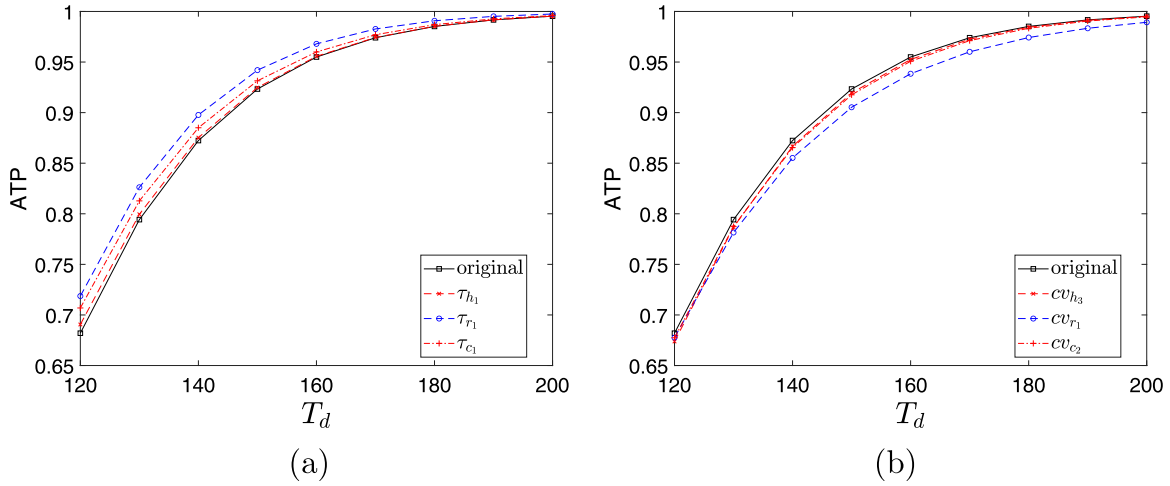 1
0.95
0.9
0.85
0.8
0.75
0.7
0.65
ATP
120 140 160 180 200
T_d
original
τ_{h_1}
τ_{r_1}
τ_{c_1}
(a)
1
0.95
0.9
0.85
0.8
0.75
0.7
0.65
ATP
120 140 160 180 200
T_d
original
cv_{h_3}
cv_{r_1}
cv_{c_2}
(b)